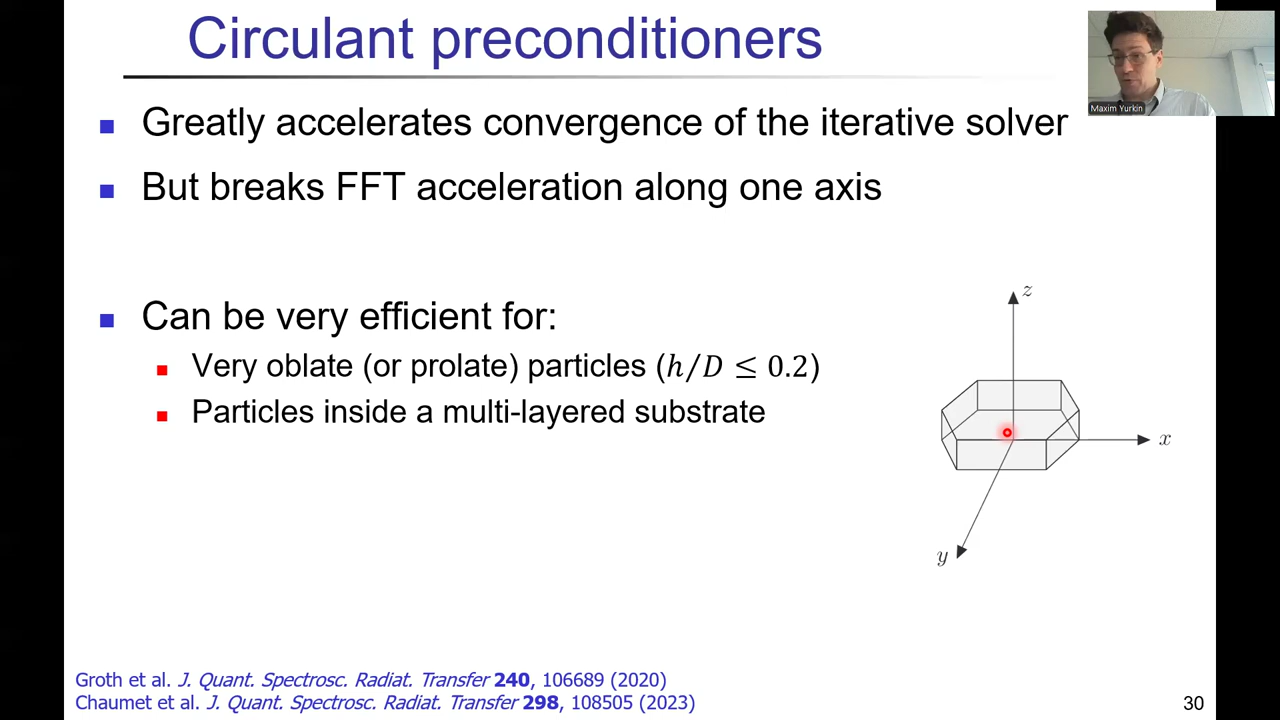 Circulant preconditioners
Maxim Yurkin
Greatly accelerates convergence of the iterative solver
But breaks FFT acceleration along one axis
Can be very efficient for:
Very oblate (or prolate) particles (h/D ≤ 0.2)
Particles inside a multi-layered substrate
z
x
y
Groth et al. J. Quant. Spectrosc. Radiat. Transfer 240, 106689 (2020)
Chaumet et al. J. Quant. Spectrosc. Radiat. Transfer 298, 108505 (2023)
30